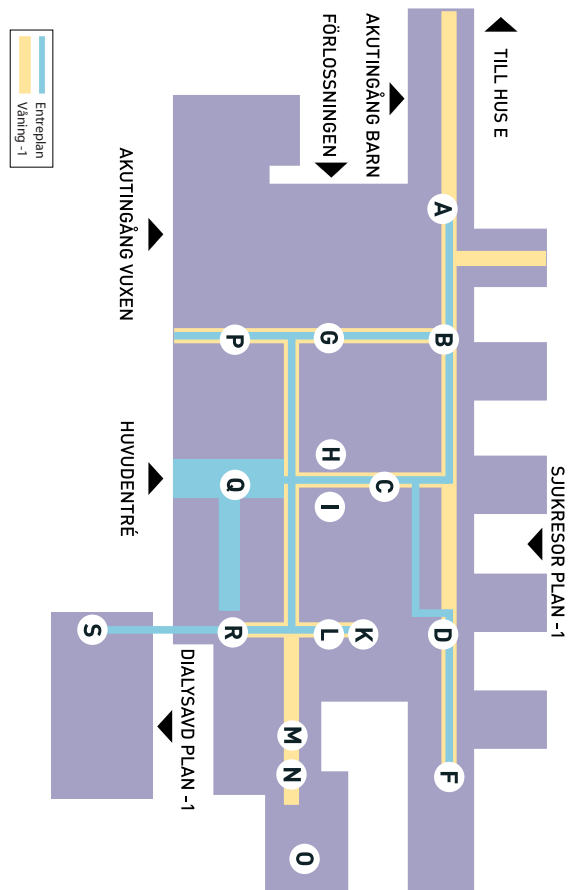 SJUKRESOR PLAN -1
TILL HUS E
A
B
D
F
C
AKUTINGÅNG BARN
FÖRLOSSNINGEN
K
G
H
I
L
M
N
O
P
Q
R
DIALYSAVD PLAN -1
AKUTINGÅNG VUXEN
HUVUDENTRÉ
S
Entreplan
Våning -1